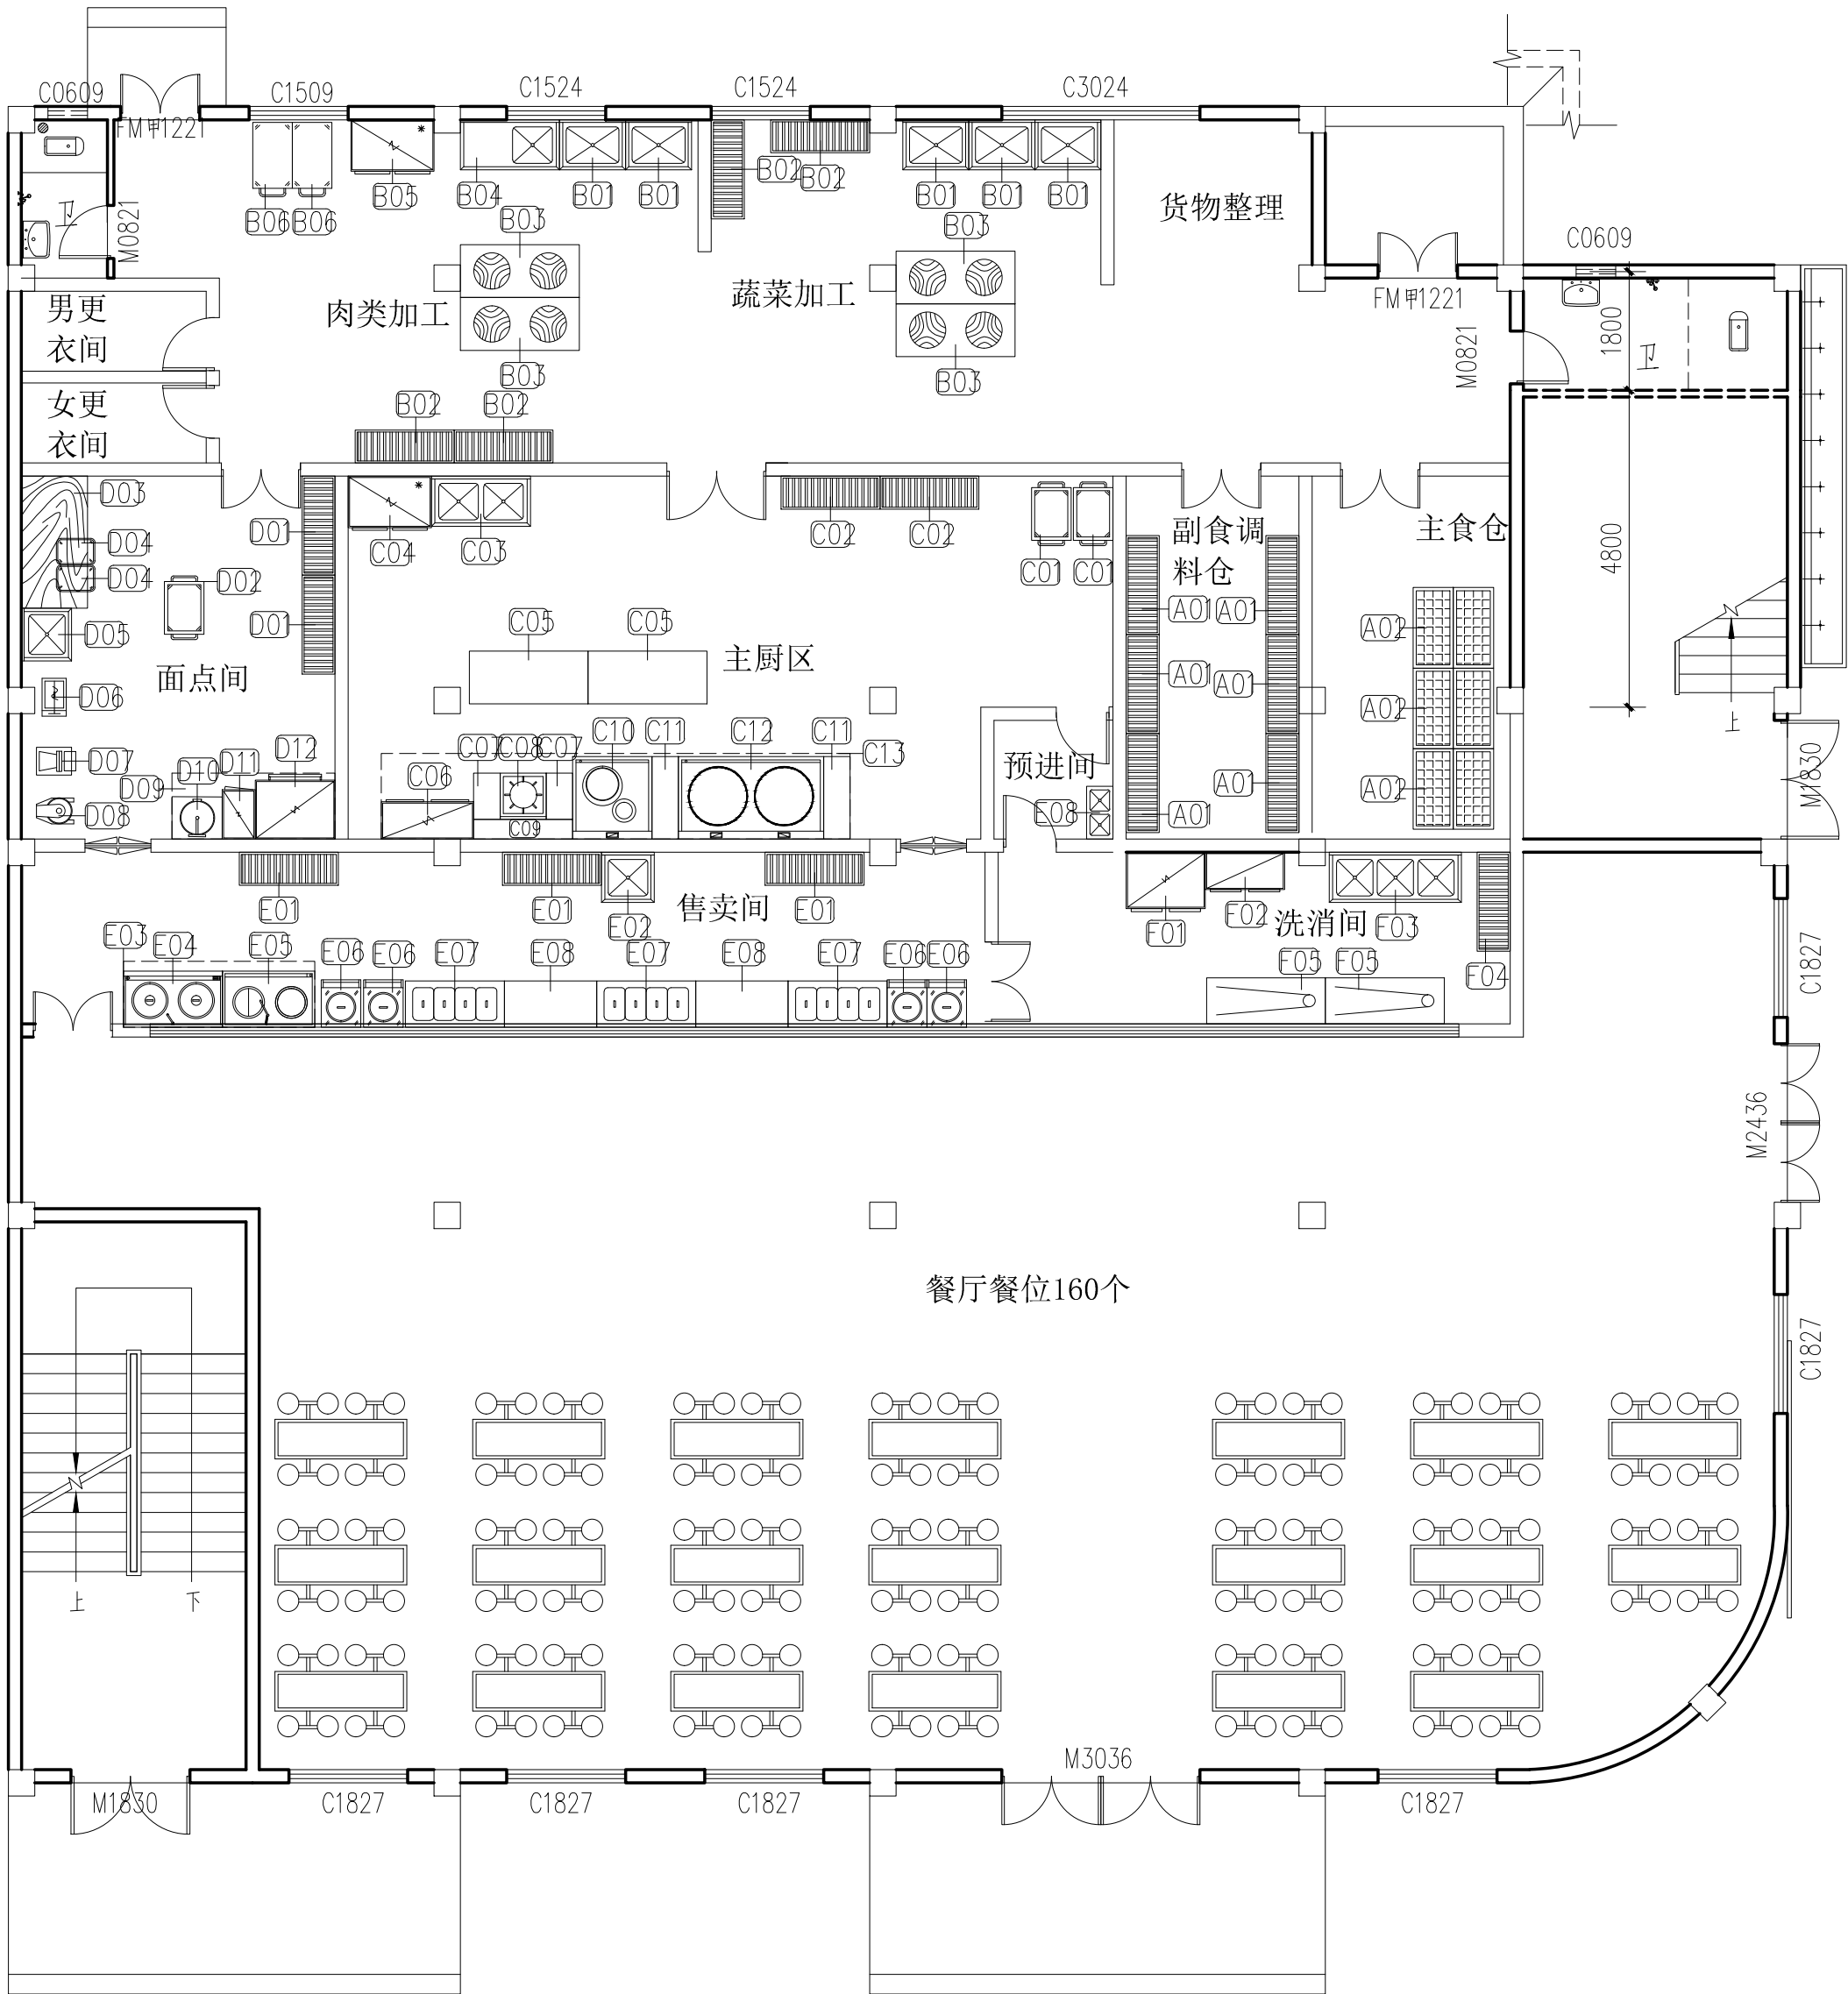 C0609
C1509
C1524
C1524
C3024
FM甲1221
B06
B06
B05
B04
B01
B01
B02
B02
B01
B01
B01
货物整理
卫
M0821
B03
B03
C0609
男更
衣间
肉类加工
蔬菜加工
FM甲1221
1800
卫
M0821
B03
B03
女更
衣间
B02
B02
D03
D01
D04
D04
D02
D01
D05
C04
C03
C02
C02
C01
C01
副食调
料仓
主食仓
4800
A01
A01
A02
C05
C05
主厨区
面点间
A01
A01
A02
D06
上
C10
C11
C12
C11
C13
C07
C08
C07
C06
C09
D12
D11
D10
D09
D07
D08
预进间
E08
A01
A01
A02
M1830
E01
E01
E02
售卖间
E01
F01
F02
洗消间
F03
F04
E03
E04
E05
E06
E06
E07
E08
E07
E08
E07
E06
E06
F05
F05
C1827
M2436
餐厅餐位160个
C1827
上
下
M3036
M1830
C1827
C1827
C1827
C1827